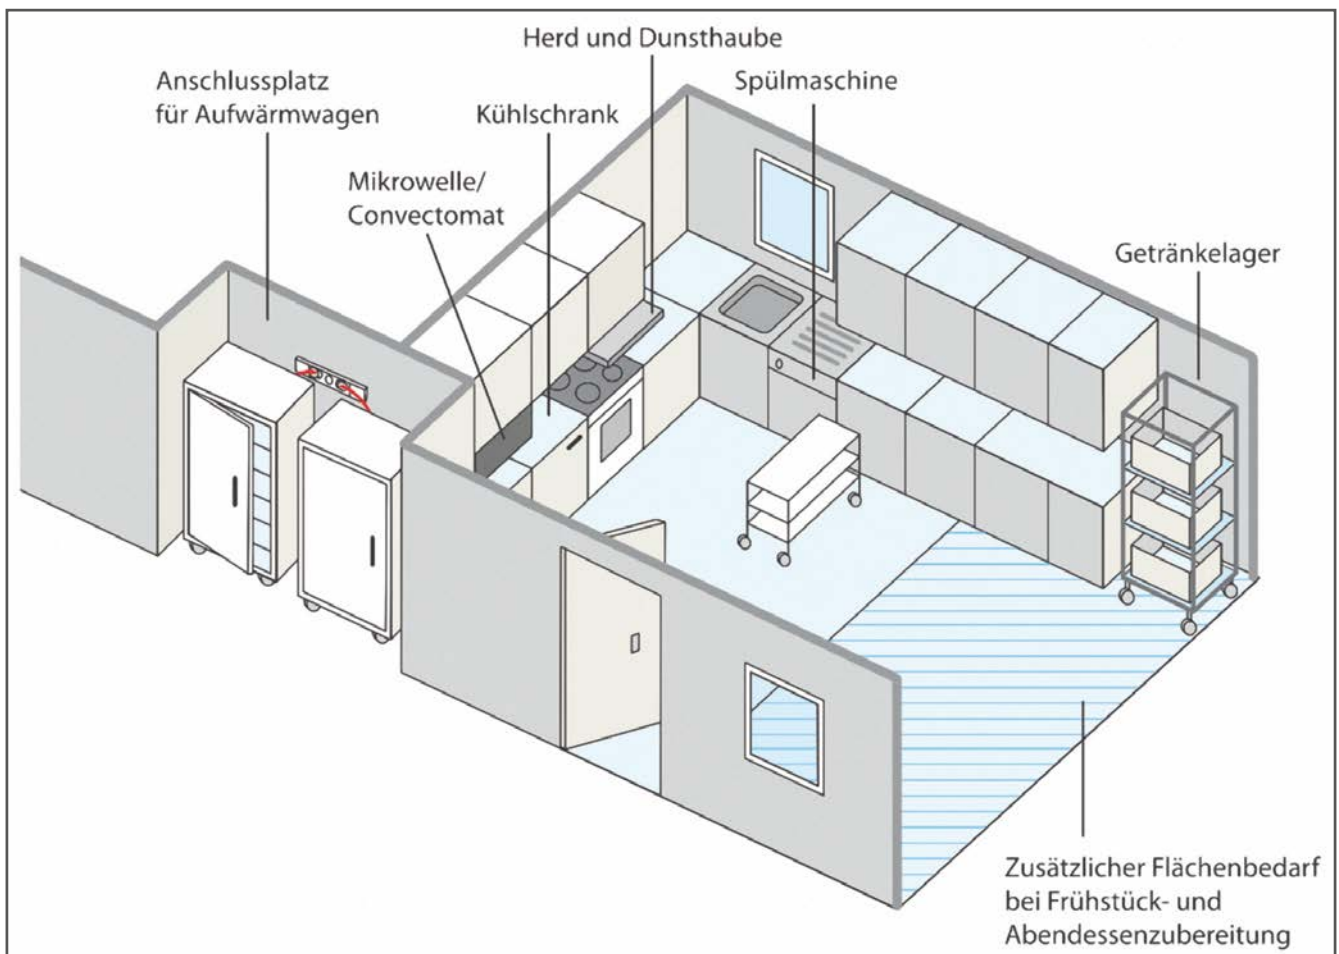 Herd und Dunsthaube
Anschlussplatz
für Aufwärmwagen
Kühlschrank
Spülmaschine
Mikrowelle/
Convectomat
Getränkelager
Zusätzlicher Flächenbedarf
bei Frühstück- und
Abendessenzubereitung